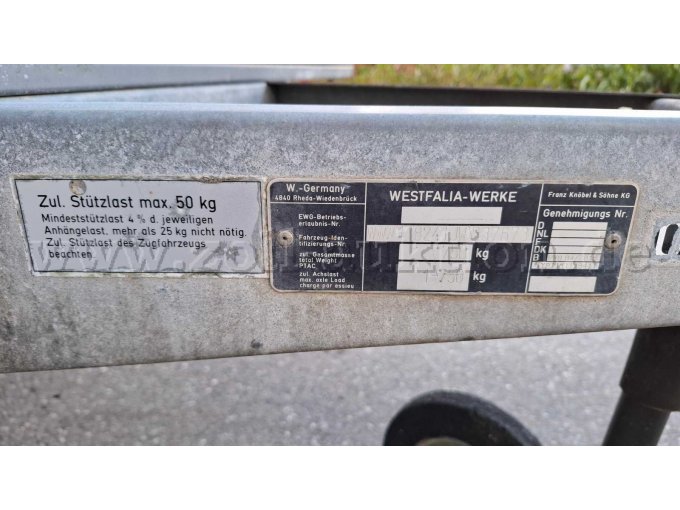 Zul. Stützlast max. 50 kg
Mindeststützlast 4 % d. jeweiligen
Anhängelast, mehr als 25 kg nicht nötig.
Zul. Stützlast des Zugfahrzeugs
beachten.
W.-Germany
4840 Rheda-Wiedenbrück
EWG-Betriebs-
erlaubnis-Nr.
Fahrzeug-Iden-
tifizierungs-Nr.
zul. Gesamtmasse
total Weight
PTAC
zul. Achslast
max. axle Load
charge par essieu
WESTFALIA-WERKE
kg
kg
Franz Knöbel & Söhne KG
Genehmigungs Nr.
D
NL
F
DK
B
www.zollauktion.de